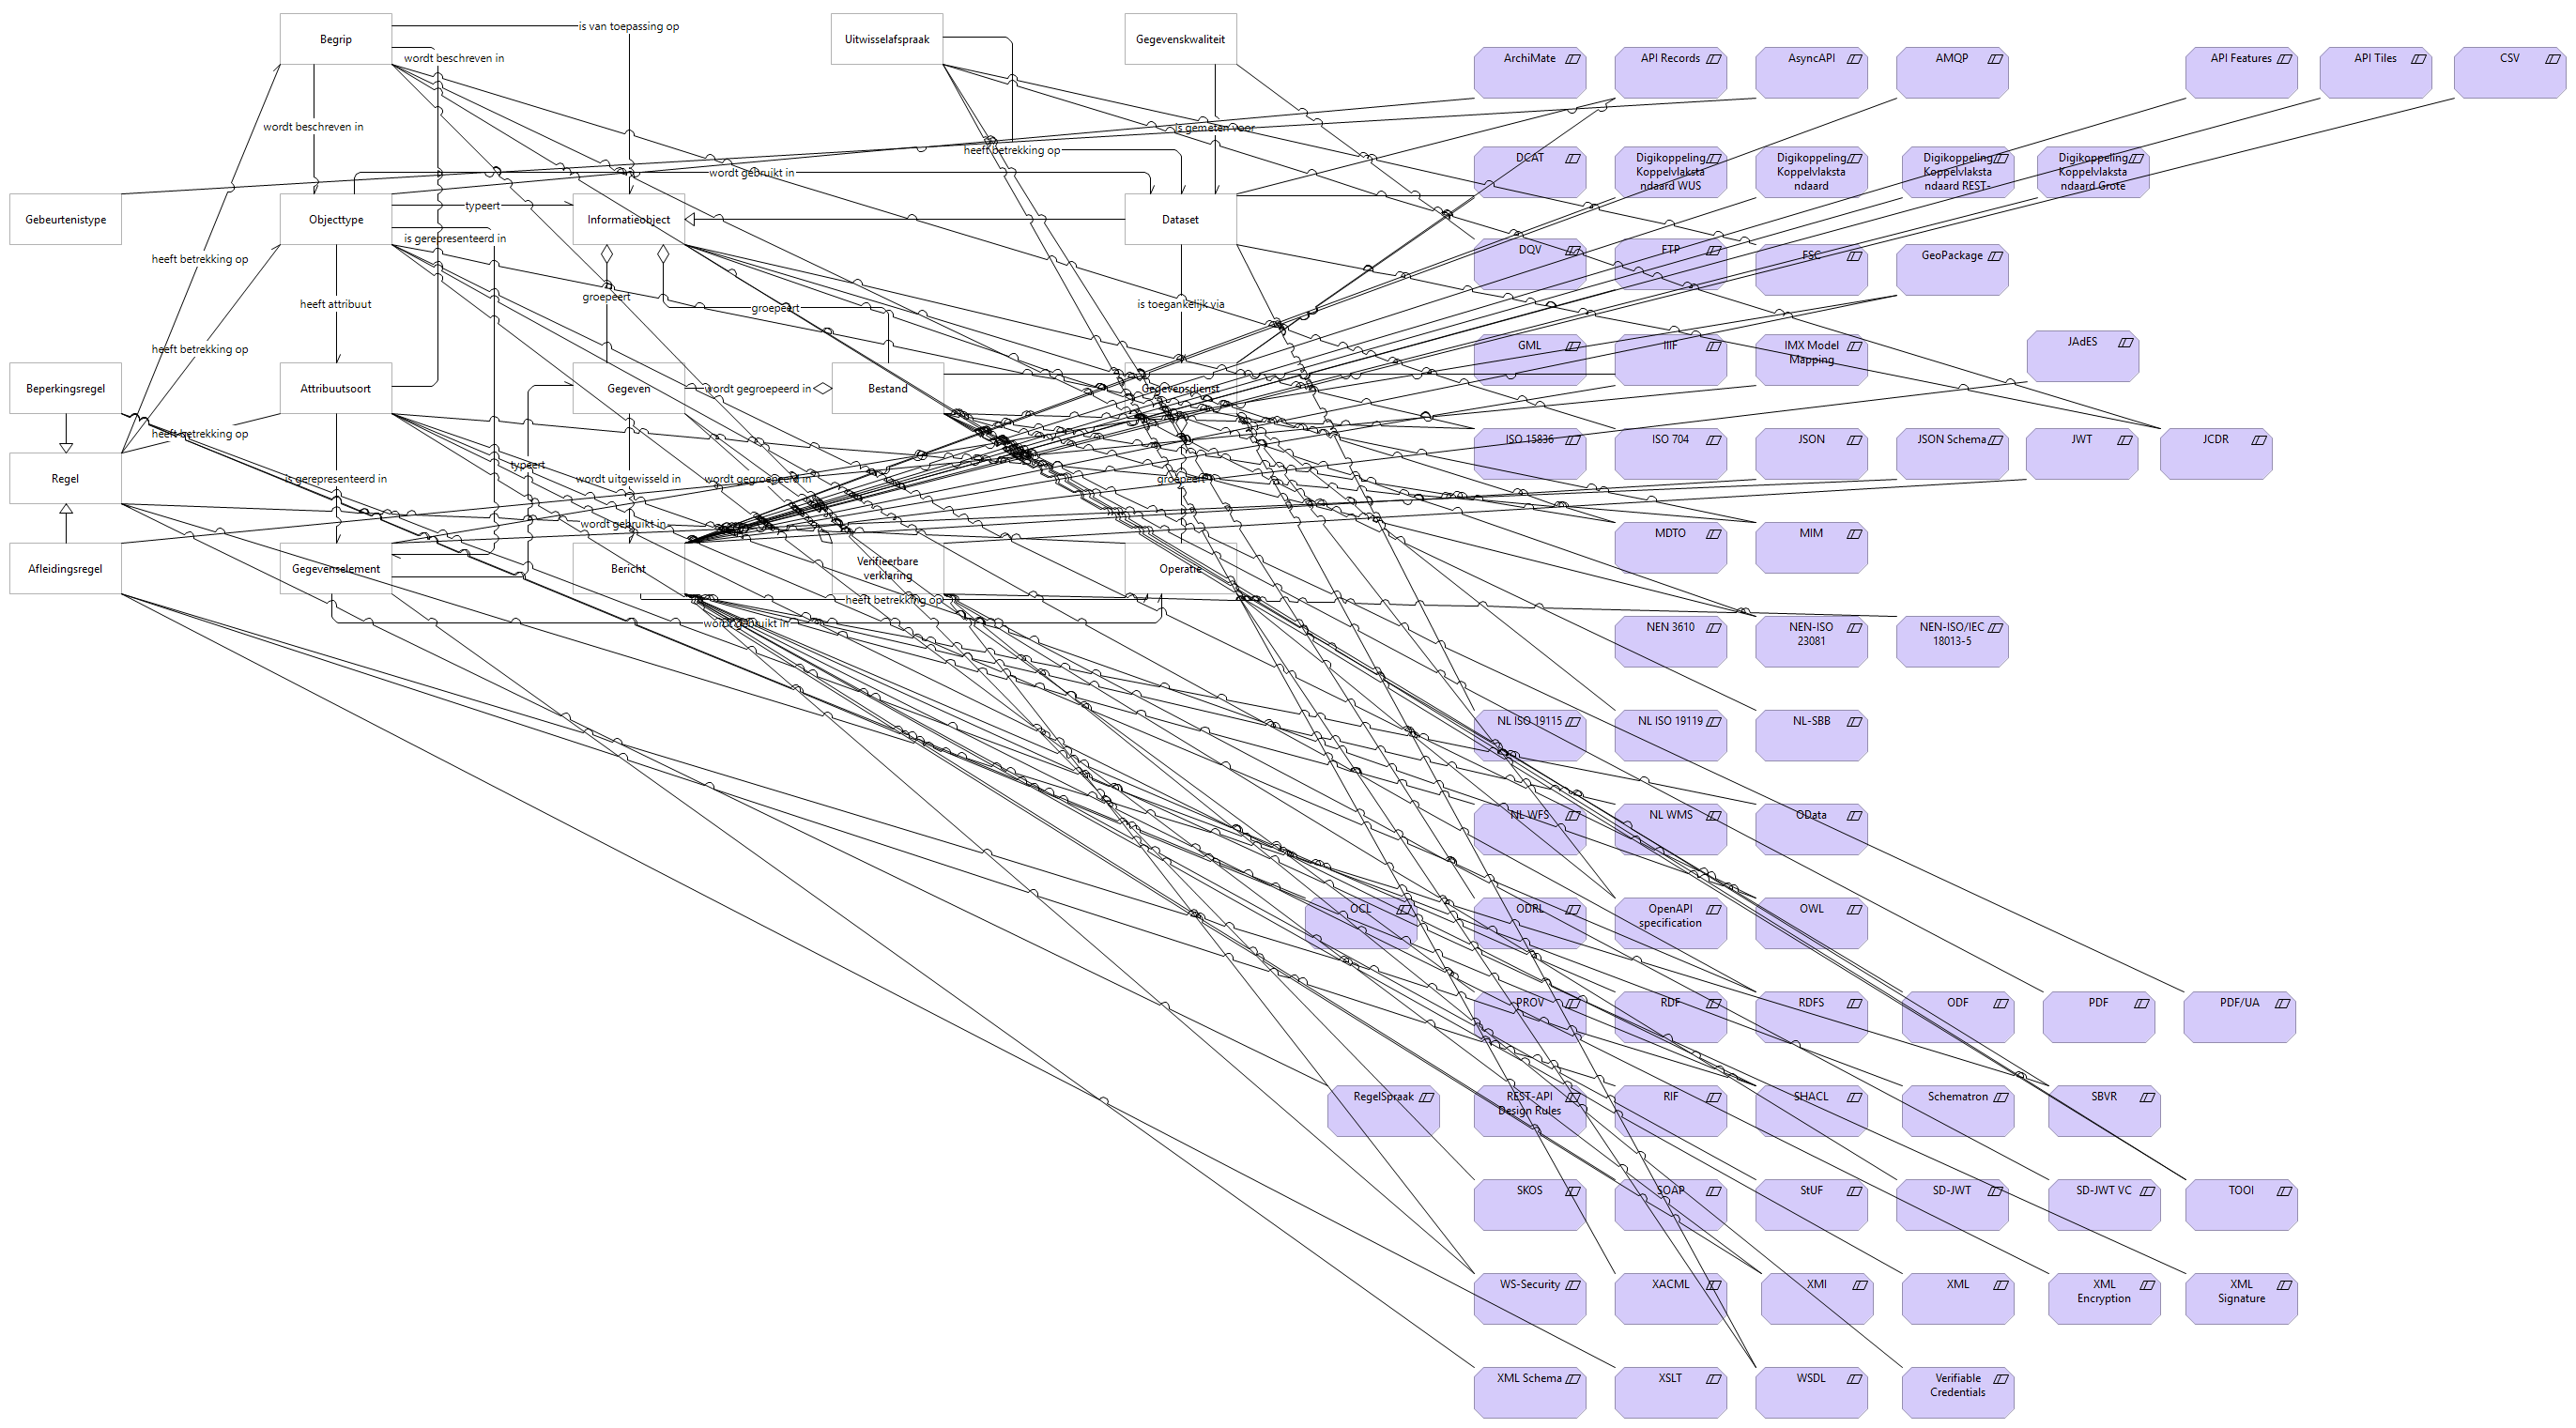 Begrip
is van toepassing op
Uitwisselafspraak
Gegevenskwaliteit
wordt beschreven in
ArchiMate
API Records
AsyncAPI
AMQP
API Features
API Tiles
CSV
wordt beschreven in
is gemeten voor
heeft betrekking op
DCAT
Digikoppeling
Koppelvlaksta
ndaard WUS
Digikoppeling
Koppelvlaksta
ndaard
Digikoppeling
Koppelvlaksta
ndaard REST-
Digikoppeling
Koppelvlaksta
ndaard Grote
wordt gebruikt in
typeert
Gebeurtenistype
Objecttype
Informatieobject
Dataset
is gerepresenteerd in
heeft betrekking op
DQV
FTP
FSC
GeoPackage
groepeert
heeft attribuut
groepeert
is toegankelijk via
heeft betrekking op
GML
IIIF
IMX Model
Mapping
JAdES
Beperkingsregel
Attribuutsoort
Gegeven
wordt gegroepeerd in
Bestand
Gegevensdienst
heeft betrekking op
ISO 15836
ISO 704
JSON
JSON Schema
JWT
JCDR
typeert
Regel
is gerepresenteerd in
wordt uitgewisseld in
wordt gegroepeerd in
groepeert
wordt gebruikt in
MDTO
MIM
Afleidingsregel
Gegevenselement
Bericht
Verifieerbare
verklaring
Operatie
heeft betrekking op
wordt gebruikt in
NEN 3610
NEN-ISO
23081
NEN-ISO/IEC
18013-5
NL ISO 19115
NL ISO 19119
NL-SBB
NL WFS
NL WMS
OData
OCL
ODRL
OpenAPI
specification
OWL
PROV
RDF
RDFS
ODF
PDF
PDF/UA
RegelSpraak
REST-API
Design Rules
RIF
SHACL
Schematron
SBVR
SKOS
SOAP
StUF
SD-JWT
SD-JWT VC
TOOI
WS-Security
XACML
XMI
XML
XML
Encryption
XML
Signature
XML Schema
XSLT
WSDL
Verifiable
Credentials